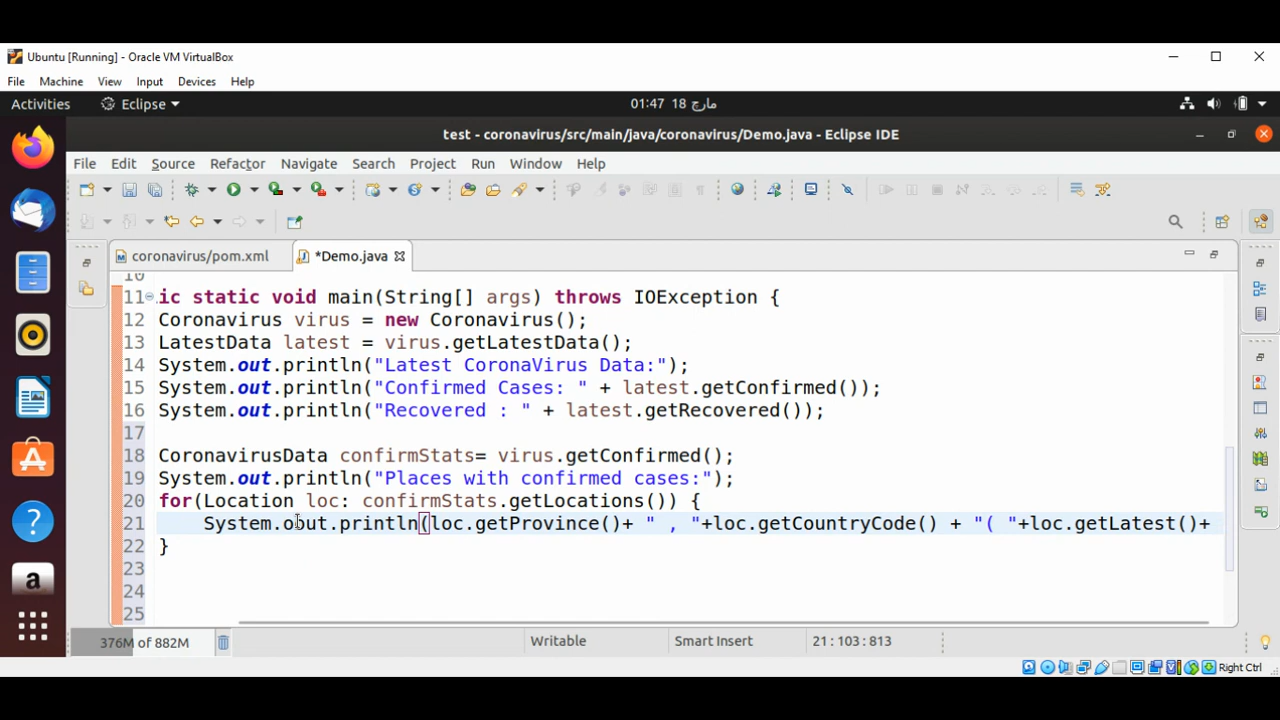 Ubuntu [Running] - Oracle VM VirtualBox
File Machine View Input Devices Help
Activities Eclipse 01:47 18 مارچ
test - coronavirus/src/main/java/coronavirus/Demo.java - Eclipse IDE
File Edit Source Refactor Navigate Search Project Run Window Help
coronavirus/pom.xml *Demo.java
10
11 ic static void main(String[] args) throws IOException {
12 Coronavirus virus = new Coronavirus();
13 LatestData latest = virus.getLatestData();
14 System.out.println("Latest CoronaVirus Data:");
15 System.out.println("Confirmed Cases: " + latest.getConfirmed());
16 System.out.println("Recovered : " + latest.getRecovered());
17
18 CoronavirusData confirmStats= virus.getConfirmed();
19 System.out.println("Places with confirmed cases:");
20 for(Location loc: confirmStats.getLocations()) {
21 System.out.println(loc.getProvince()+ " , "+loc.getCountryCode() + "( "+loc.getLatest()+
22 }
23
24
25
376M of 882M Writable Smart Insert 21 : 103 : 813
Right Ctrl